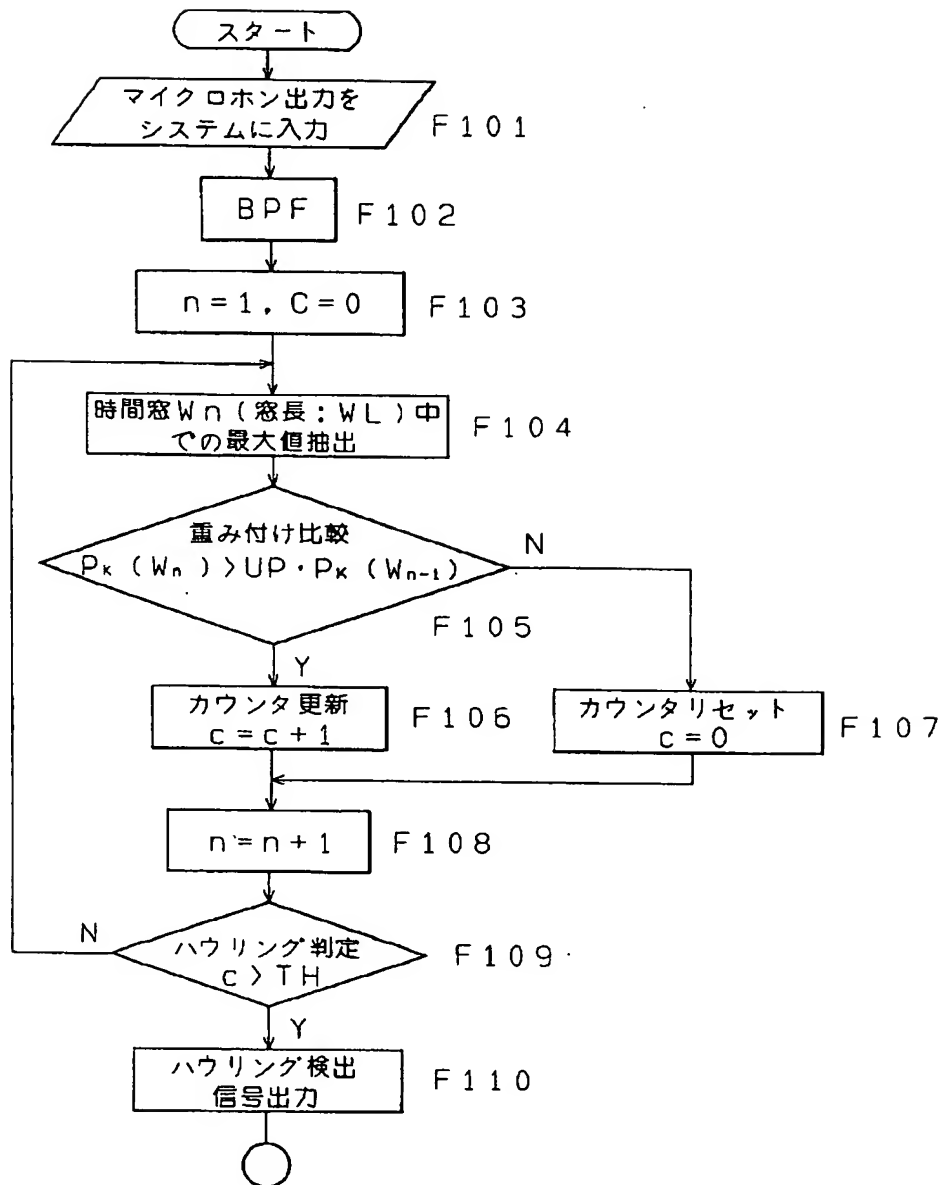 スタート
マイクロホン出力を
システムに入力
F101
BPF
F102
n=1, C=0
F103
時間窓Wn(窓長:WL)中
での最大値抽出
F104
重み付け比較
PK(Wn)>UP・PK(Wn-1)
N
F105
Y
カウンタ更新
c=c+1
F106
カウンタリセット
c=0
F107
n=n+1
F108
N
ハウリング判定
c>TH
F109
Y
ハウリング検出
信号出力
F110